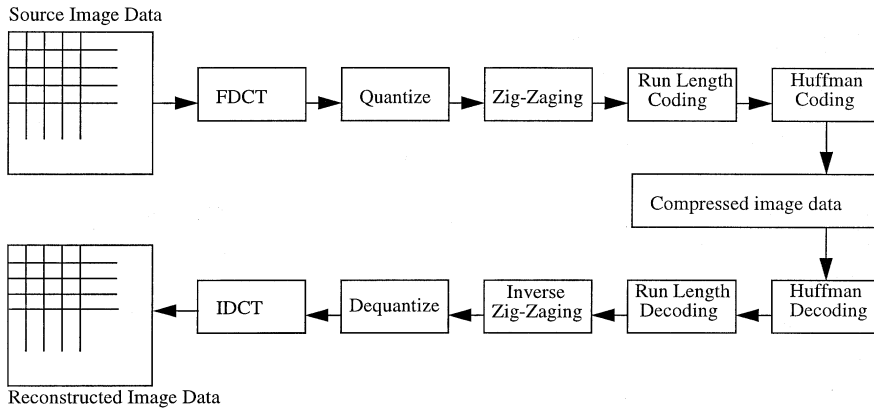 Source Image Data
FDCT
Quantize
Zig-Zaging
Run Length
Coding
Huffman
Coding
Compressed image data
IDCT
Dequantize
Inverse
Zig-Zaging
Run Length
Decoding
Huffman
Decoding
Reconstructed Image Data